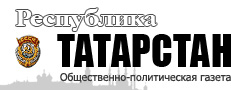 Республика
ТАТАРСТАН
Общественно-политическая газета